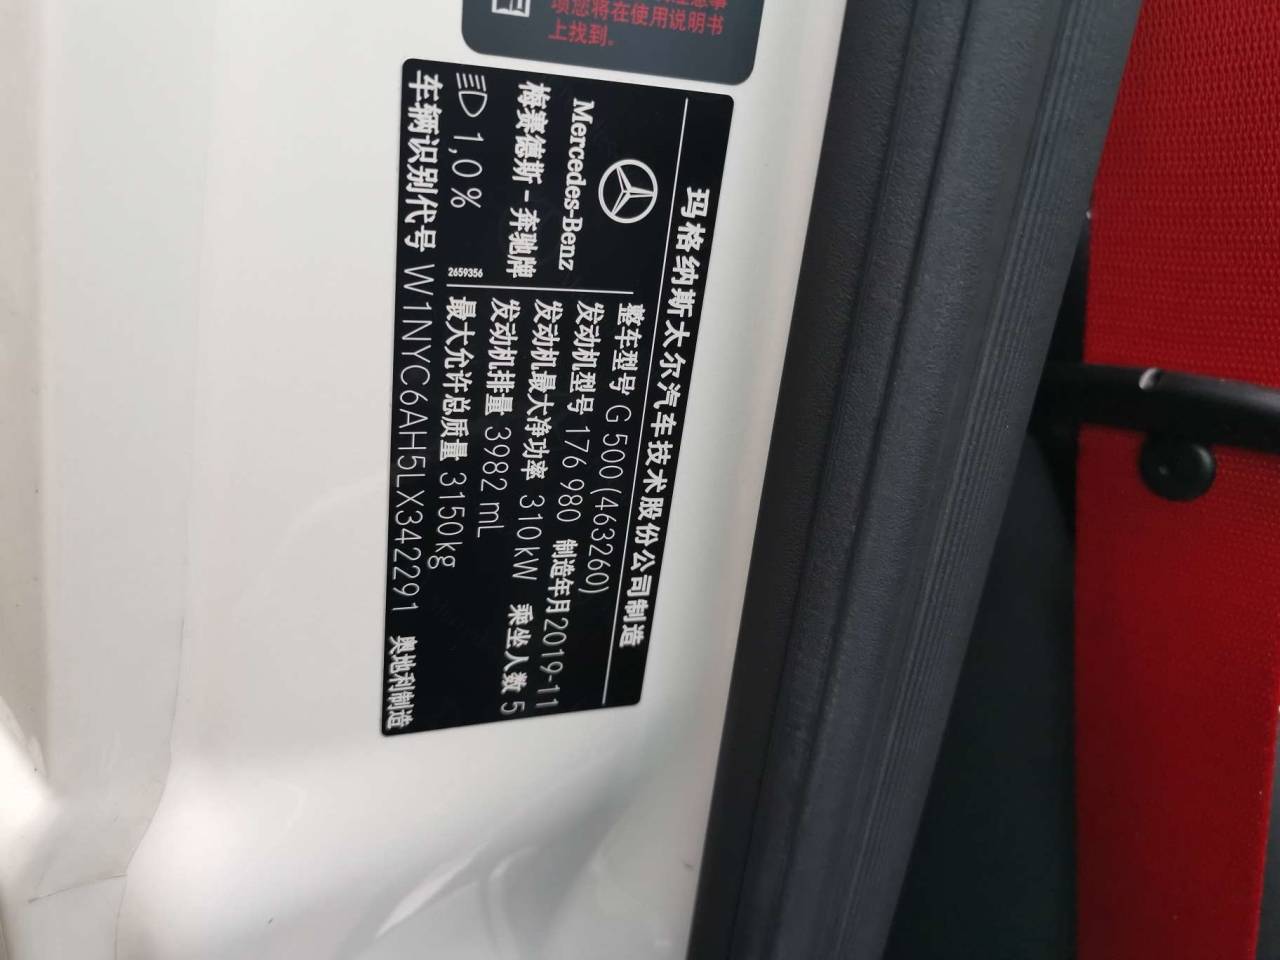 项您将在使用说明书
上找到。
玛格纳斯太尔汽车技术股份公司制造
Mercedes-Benz
梅赛德斯-奔驰牌
1,0%
2659356
整车型号 G 500 (463260)
发动机型号 176 980 制造年月 2019-11
发动机最大净功率 310kW 乘坐人数 5
发动机排量 3982 mL
最大允许总质量 3150kg
车辆识别代号 W1NYC6AH5LX342291 奥地利制造